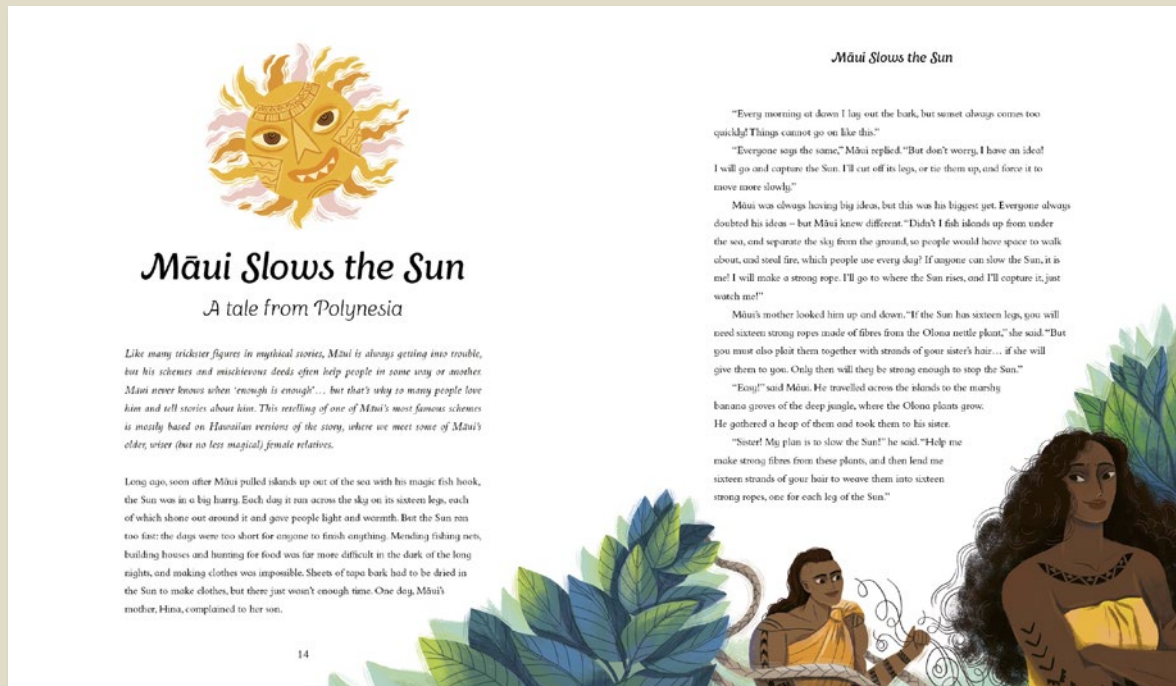 Māui Slows the Sun
A tale from Polynesia
Like many trickster figures in mythical stories, Māui is always getting into trouble,
but his schemes and mischievous deeds often help people in some way or another.
Māui never knows when ‘enough is enough’… but that’s why so many people love
him and tell stories about him. This retelling of one of Māui’s most famous schemes
is mostly based on Hawaiian versions of the story, where we meet some of Māui’s
older, wiser (but no less magical) female relatives.
Long ago, soon after Māui pulled islands up out of the sea with his magic fish hook,
the Sun was in a big hurry. Each day it ran across the sky on its sixteen legs, each
of which shone out around it and gave people light and warmth. But the Sun ran
too fast: the days were too short for anyone to finish anything. Mending fishing nets,
building houses and hunting for food was far more difficult in the dark of the long
nights, and making clothes was impossible. Sheets of tapa bark had to be dried in
the Sun to make clothes, but there just wasn’t enough time. One day, Māui’s
mother, Hina, complained to her son.
14
Māui Slows the Sun
“Every morning at dawn I lay out the bark, but sunset always comes too
quickly! Things cannot go on like this.”
“Everyone says the same,” Māui replied. “But don’t worry, I have an idea!
I will go and capture the Sun. I’ll cut off its legs, or tie them up, and force it to
move more slowly.”
Māui was always having big ideas, but this was his biggest yet. Everyone always
doubted his ideas – but Māui knew different. “Didn’t I fish islands up from under
the sea, and separate the sky from the ground, so people would have space to walk
about, and steal fire, which people use every day? If anyone can slow the Sun, it is
me! I will make a strong rope. I’ll go to where the Sun rises, and I’ll capture it, just
watch me!”
Māui’s mother looked him up and down. “If the Sun has sixteen legs, you will
need sixteen strong ropes made of fibres from the Olona nettle plant,” she said. “But
you must also plait them together with strands of your sister’s hair… if she will
give them to you. Only then will they be strong enough to stop the Sun.”
“Easy!” said Māui. He travelled across the islands to the marshy
banana groves of the deep jungle, where the Olona plants grow.
He gathered a heap of them and took them to his sister.
“Sister! My plan is to slow the Sun!” he said. “Help me
make strong fibres from these plants, and then lend me
sixteen strands of your hair to weave them into sixteen
strong ropes, one for each leg of the Sun.”